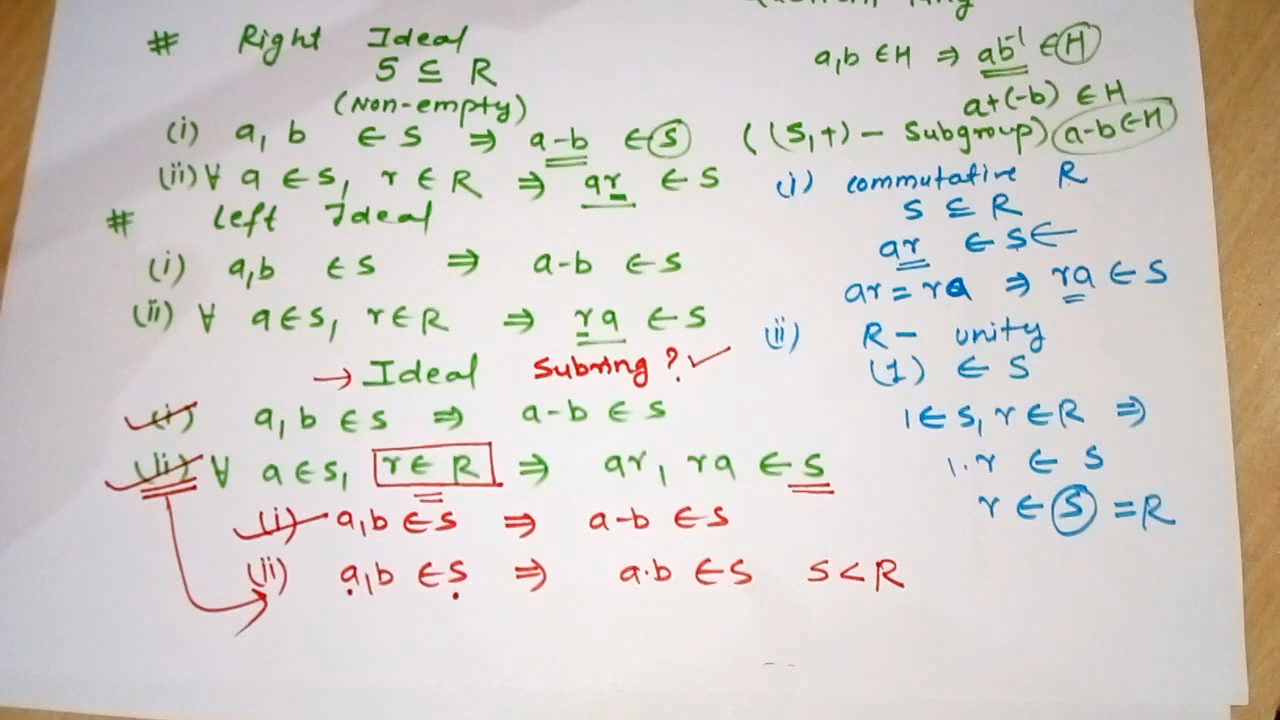 # Right Ideal
S ⊆ R
(Non-empty)
(i) a, b ∈ S ⇒ a-b ∈ S ((S,+) - Subgroup)
(ii) ∀ a ∈ S, r ∈ R ⇒ ar ∈ S
# Left Ideal
(i) a,b ∈ S ⇒ a-b ∈ S
(ii) ∀ a ∈ S, r ∈ R ⇒ ra ∈ S
→ Ideal Subring ? ✓
(i) a, b ∈ S ⇒ a-b ∈ S
(ii) ∀ a ∈ S, r ∈ R ⇒ ar, ra ∈ S
(i) a,b ∈ S ⇒ a-b ∈ S
(ii) a,b ∈ S ⇒ a·b ∈ S S < R
a,b ∈ H ⇒ ab⁻¹ ∈ H
a+(-b) ∈ H
a-b ∈ H
(i) commutative R
S ⊆ R
ar ∈ S ←
ar = ra ⇒ ra ∈ S
(ii) R - unity
(1) ∈ S
1 ∈ S, r ∈ R ⇒
1.r ∈ S
r ∈ S = R